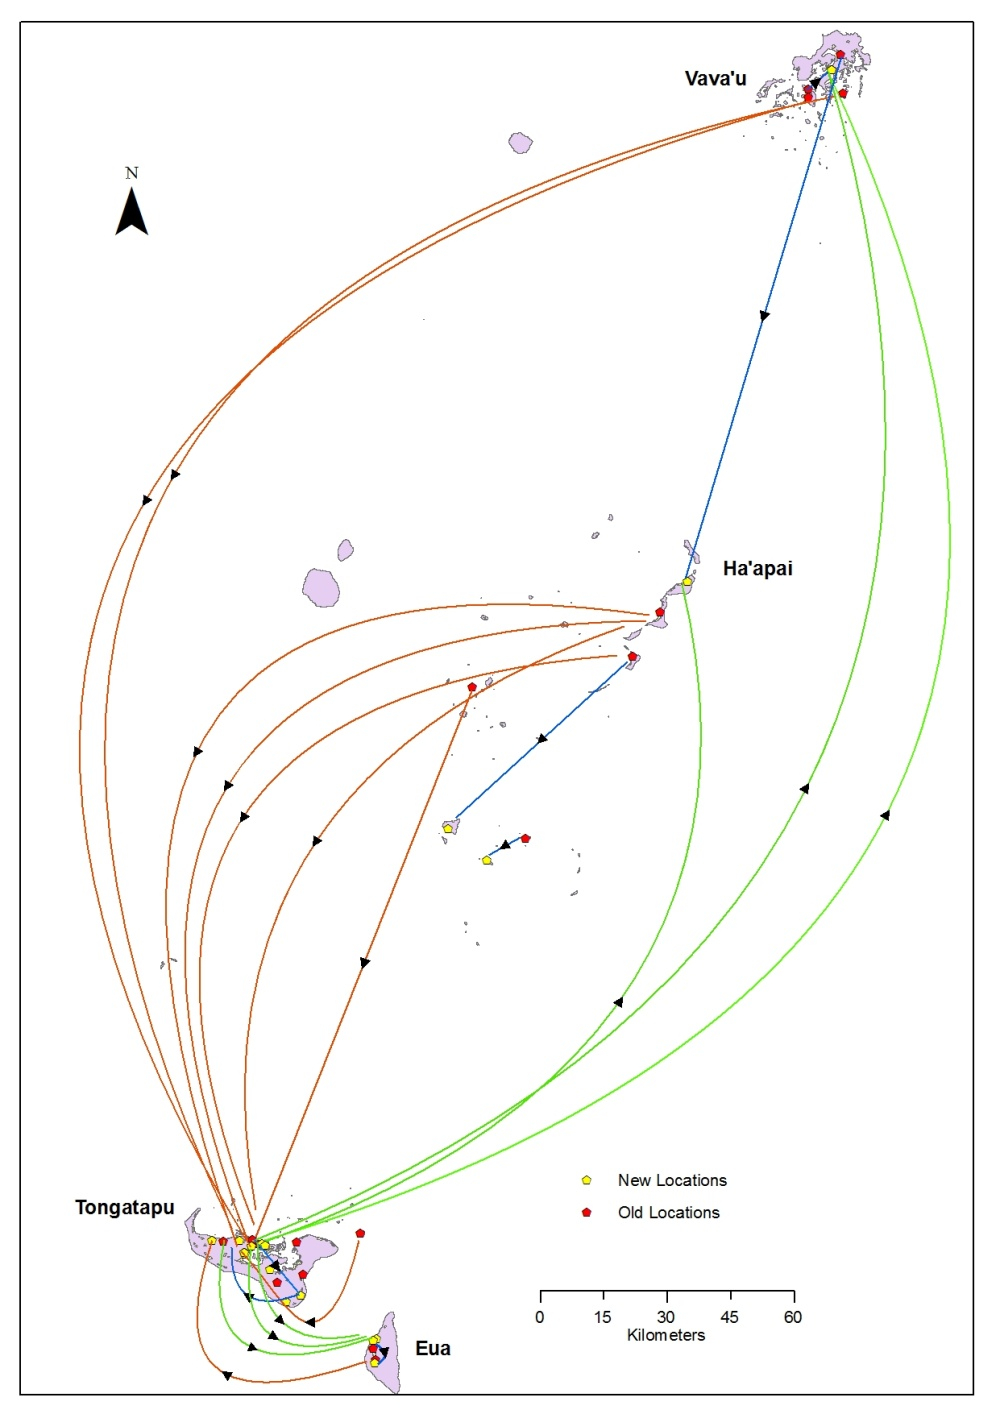 Vava'u
N
Ha'apai
New Locations
Tongatapu
Old Locations
0 15 30 45 60
Kilometers
Eua